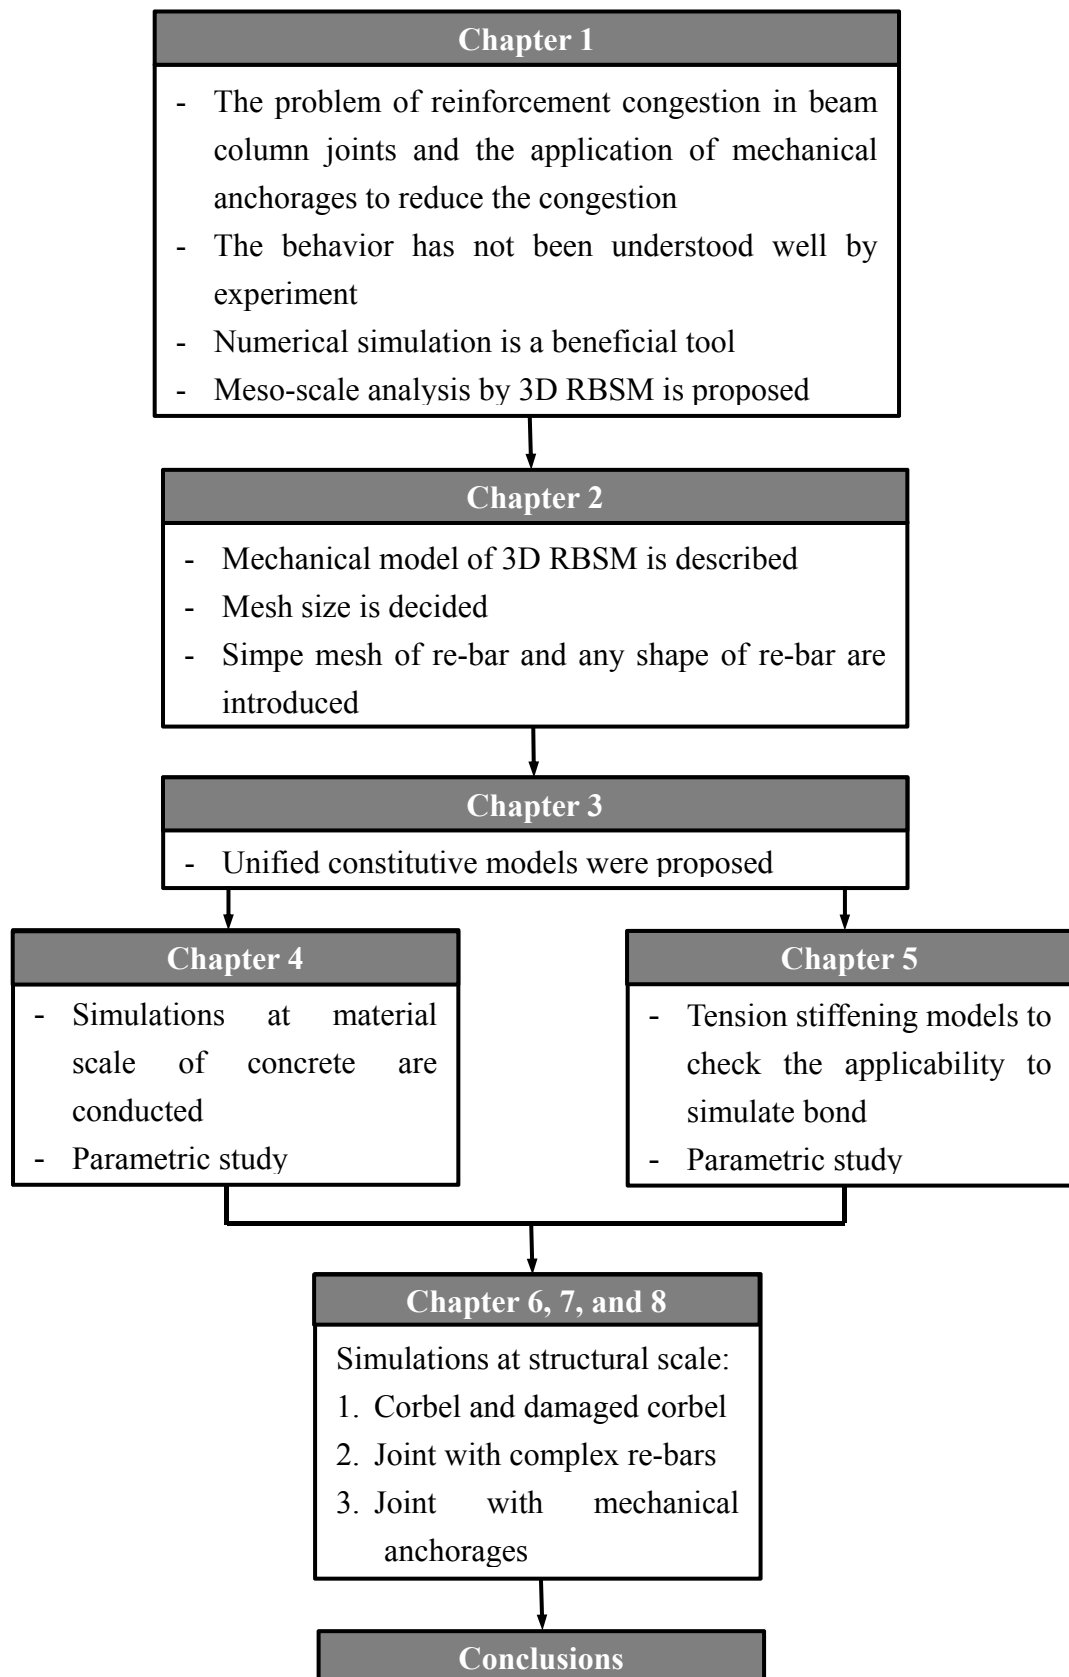 Chapter 1
- The problem of reinforcement congestion in beam
column joints and the application of mechanical
anchorages to reduce the congestion
- The behavior has not been understood well by
experiment
- Numerical simulation is a beneficial tool
- Meso-scale analysis by 3D RBSM is proposed
Chapter 2
- Mechanical model of 3D RBSM is described
- Mesh size is decided
- Simpe mesh of re-bar and any shape of re-bar are
introduced
Chapter 3
- Unified constitutive models were proposed
Chapter 4
- Simulations at material
scale of concrete are
conducted
- Parametric study
Chapter 5
- Tension stiffening models to
check the applicability to
simulate bond
- Parametric study
Chapter 6, 7, and 8
Simulations at structural scale:
1. Corbel and damaged corbel
2. Joint with complex re-bars
3. Joint with mechanical
anchorages
Conclusions